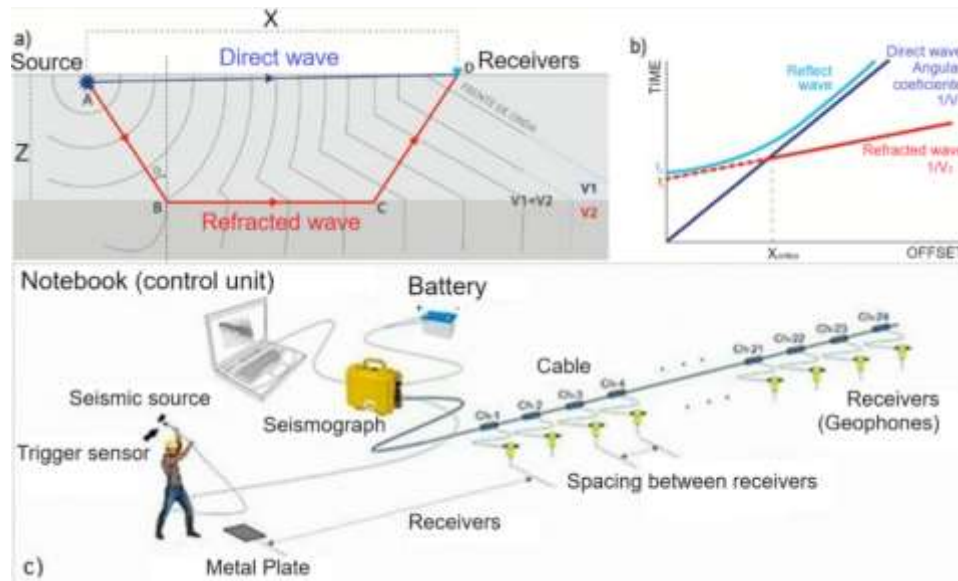 a)
X
Source
Direct wave
D
Receivers
A
FRENTE DE ONDA
Z
B
C
V1
V1+V2
V2
Refracted wave
b)
TIME
Reflect
wave
Direct wave
Angula
coeficiente
1/V
Refracted wave
1/V₂
OFFSET
Notebook (control unit)
Battery
Cable
Ch-1
Ch-2
Ch-3
Ch-4
Ch-21
Ch-22
Ch-23
Ch-24
Seismic source
Seismograph
Receivers
(Geophones)
Trigger sensor
Spacing between receivers
Receivers
Metal Plate
c)